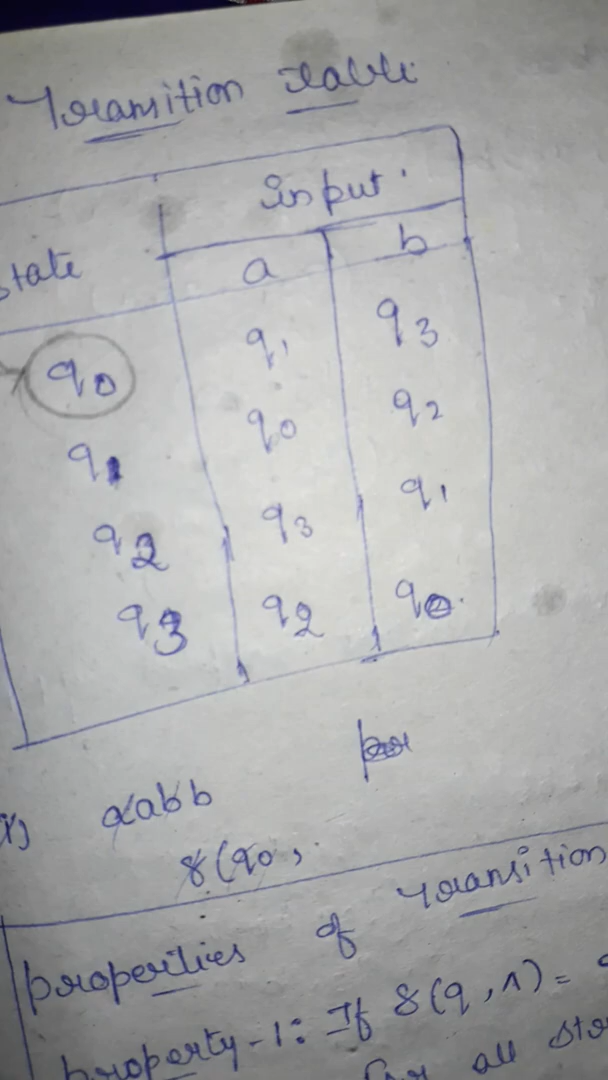 Transition Table
State Input
a b
q0 q1 q3
q1 q0 q2
q2 q3 q1
q3 q2 q0
aabb
δ(q0,
properties of Transition
property-1: If δ(q, ∧) =
for all